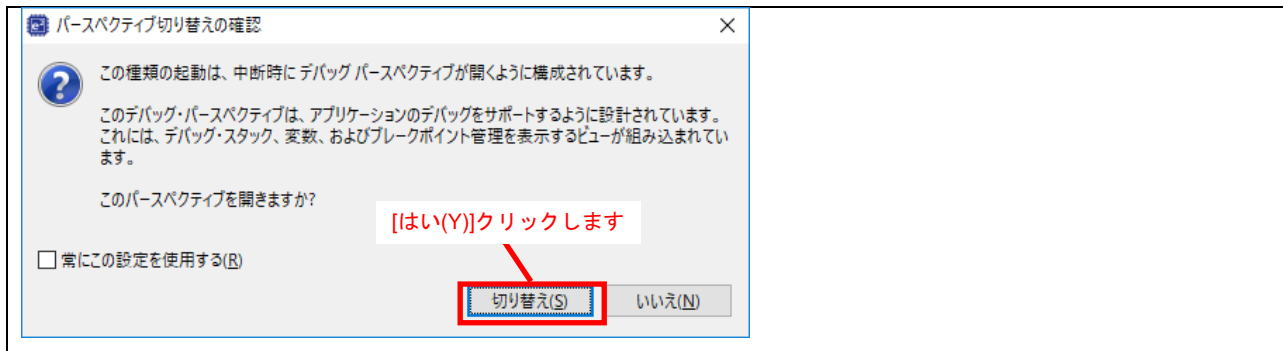 パースペクティブ切り替えの確認
この種類の起動は、中断時に デバッグ パースペクティブが開くように構成されています。
このデバッグ・パースペクティブは、アプリケーションのデバッグをサポートするように設計されています。
これには、デバッグ・スタック、変数、およびブレークポイント管理を表示するビューが組み込まれてい
ます。
このパースペクティブを開きますか?
[はい(Y)]クリックします
常にこの設定を使用する(R)
切り替え(S)
いいえ(N)